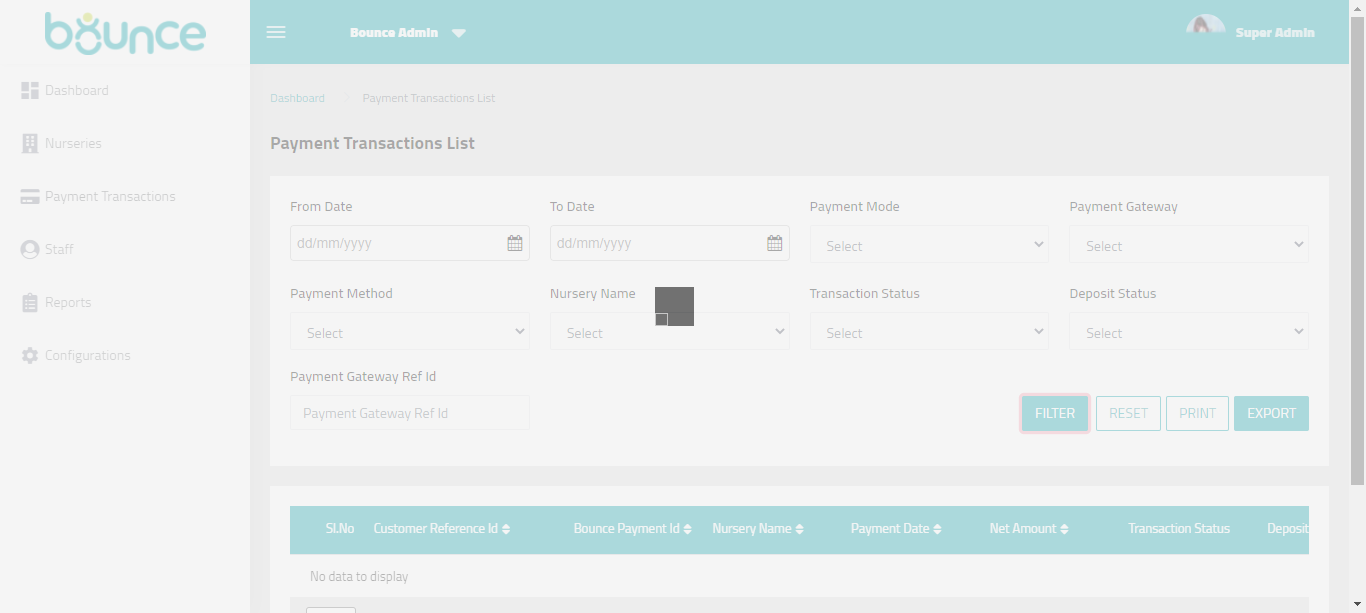 bounce
Bounce Admin
Super Admin
Dashboard
Nurseries
Payment Transactions
Staff
Reports
Configurations
Dashboard
Payment Transactions List
Payment Transactions List
From Date
To Date
Payment Mode
Payment Gateway
dd/mm/yyyy
dd/mm/yyyy
Select
Select
Payment Method
Nursery Name
Transaction Status
Deposit Status
Select
Select
Select
Select
Payment Gateway Ref Id
Payment Gateway Ref Id
FILTER
RESET
PRINT
EXPORT
Sl.No
Customer Reference Id
Bounce Payment Id
Nursery Name
Payment Date
Net Amount
Transaction Status
Deposit
No data to display